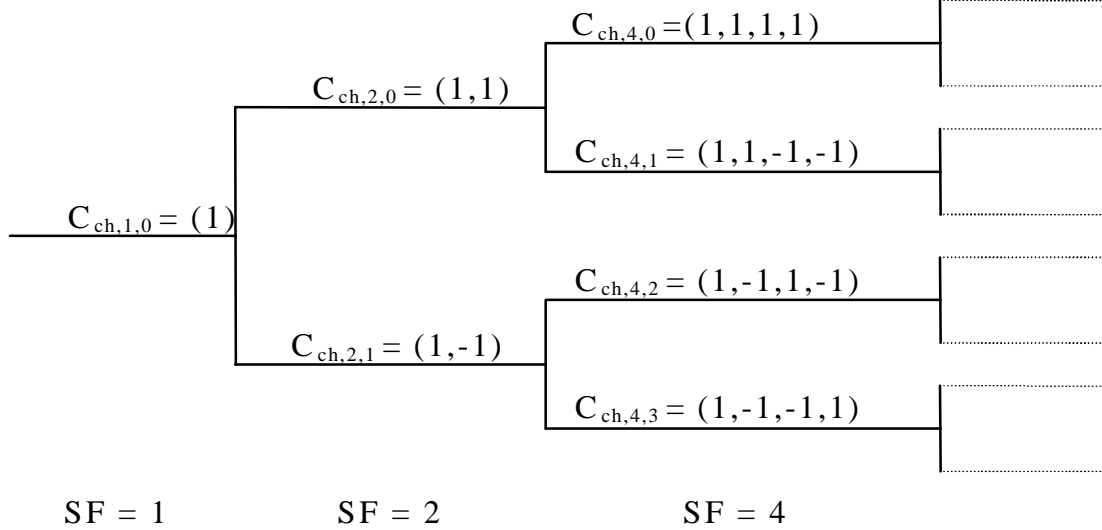 C ch,4,0 =(1,1,1,1)
C ch,2,0 = (1,1)
C ch,4,1 = (1,1,-1,-1)
C ch,1,0 = (1)
C ch,4,2 = (1,-1,1,-1)
C ch,2,1 = (1,-1)
C ch,4,3 = (1,-1,-1,1)
SF = 1
SF = 2
SF = 4